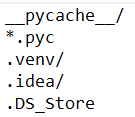 __pycache__/
*.pyc
.venv/
.idea/
.DS_Store